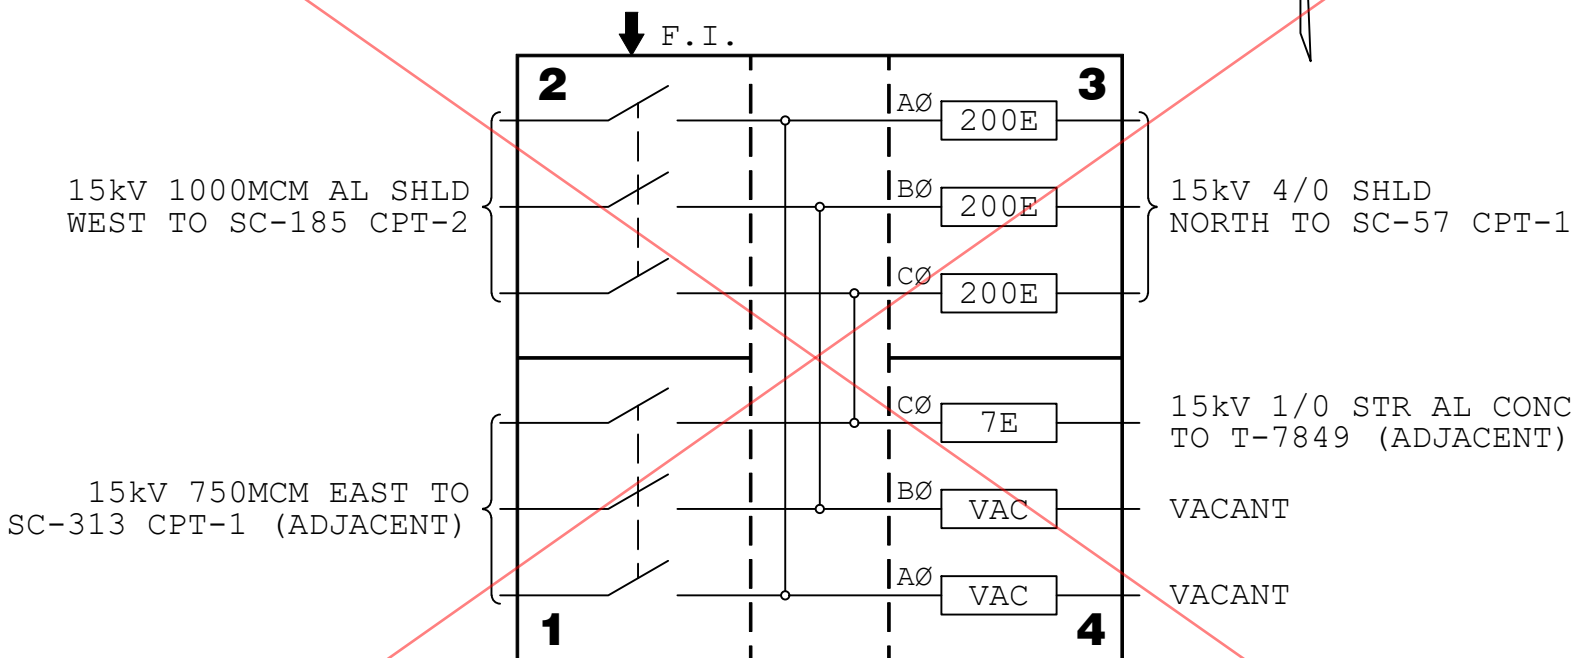 F.I.
2
3
AØ
200E
15kV 1000MCM AL SHLD
WEST TO SC-185 CPT-2
BØ
200E
15kV 4/0 SHLD
NORTH TO SC-57 CPT-1
CØ
200E
CØ
7E
15kV 1/0 STR AL CONC
TO T-7849 (ADJACENT)
15kV 750MCM EAST TO
SC-313 CPT-1 (ADJACENT)
BØ
VAC
VACANT
AØ
VAC
VACANT
1
4